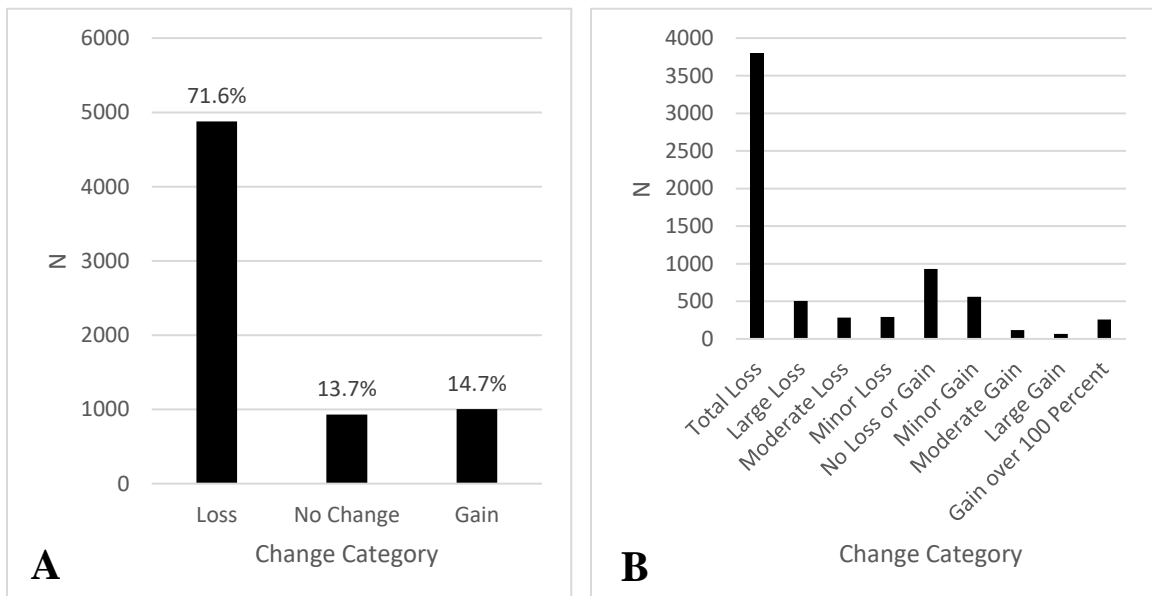 6000
5000
4000
3000
2000
1000
0
N
71.6%
13.7%
14.7%
Loss
No Change
Gain
Change Category
A
4000
3500
3000
2500
2000
1500
1000
500
0
N
Total Loss
Large Loss
Moderate Loss
Minor Loss
No Loss or Gain
Minor Gain
Moderate Gain
Large Gain
Gain over 100 Percent
Change Category
B